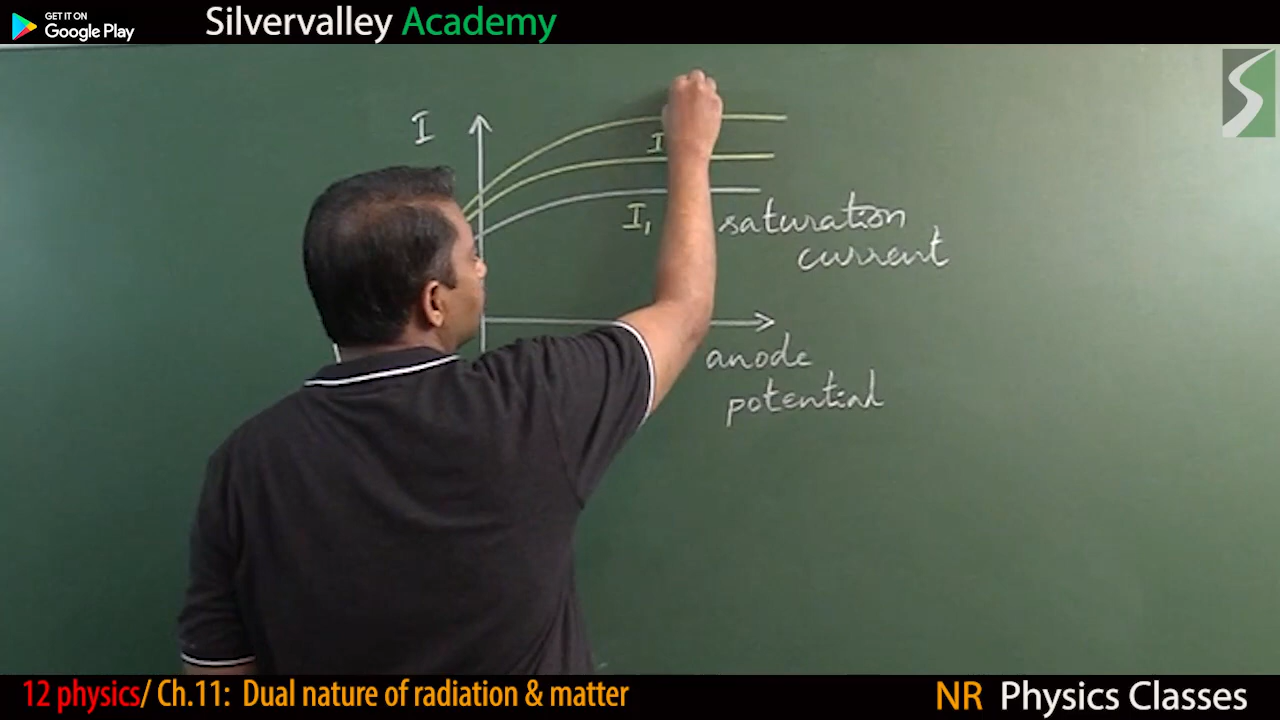 GET IT ON
Google Play
Silvervalley Academy
I
I
I₁
saturation
current
anode
potential
12 physics/ Ch.11: Dual nature of radiation & matter
NR Physics Classes